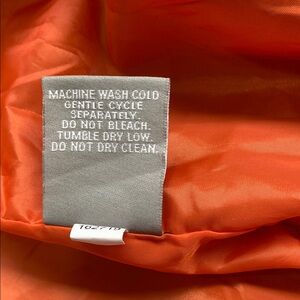 MACHINE WASH COLD
GENTLE CYCLE
SEPARATELY.
DO NOT BLEACH.
TUMBLE DRY LOW.
DO NOT DRY CLEAN.